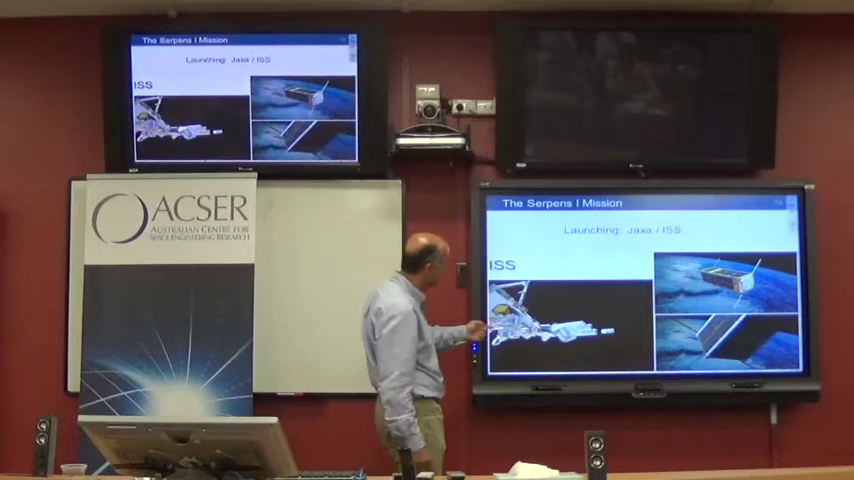 The Serpens I Mission
Launching: Jaxa / ISS
ISS
ACSER
AUSTRALIAN CENTRE FOR
SPACE ENGINEERING RESEARCH
The Serpens I Mission
Launching: Jaxa / ISS
ISS